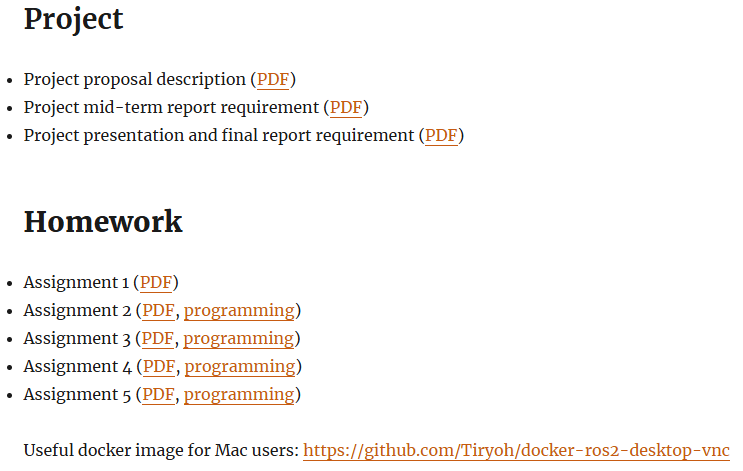 Project
• Project proposal description (PDF)
• Project mid-term report requirement (PDF)
• Project presentation and final report requirement (PDF)
Homework
• Assignment 1 (PDF)
• Assignment 2 (PDF, programming)
• Assignment 3 (PDF, programming)
• Assignment 4 (PDF, programming)
• Assignment 5 (PDF, programming)
Useful docker image for Mac users: https://github.com/Tiryoh/docker-ros2-desktop-vnc